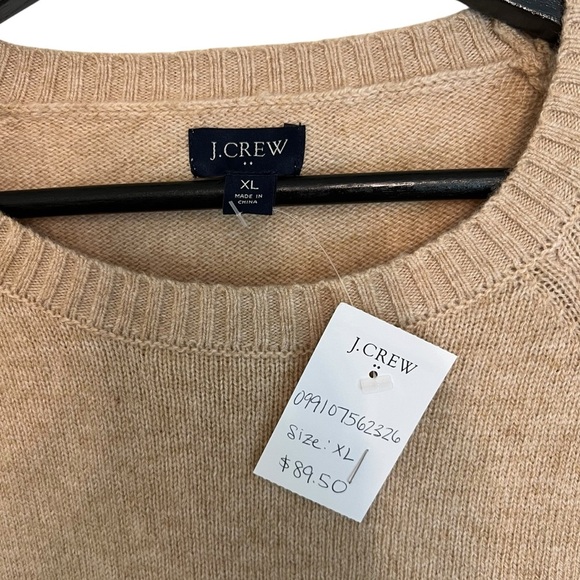 J.CREW
XL
MADE IN
CHINA
J.CREW
099107562326
Size: XL
$89.50